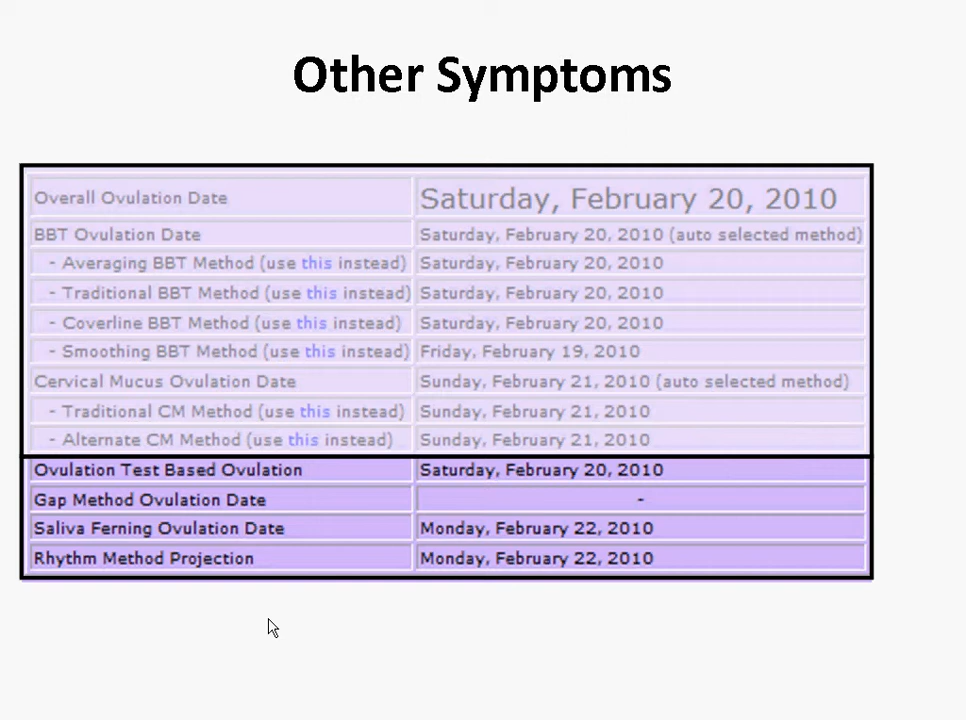 Other Symptoms
Overall Ovulation Date Saturday, February 20, 2010
BBT Ovulation Date Saturday, February 20, 2010 (auto selected method)
- Averaging BBT Method (use this instead) Saturday, February 20, 2010
- Traditional BBT Method (use this instead) Saturday, February 20, 2010
- Coverline BBT Method (use this instead) Saturday, February 20, 2010
- Smoothing BBT Method (use this instead) Friday, February 19, 2010
Cervical Mucus Ovulation Date Sunday, February 21, 2010 (auto selected method)
- Traditional CM Method (use this instead) Sunday, February 21, 2010
- Alternate CM Method (use this instead) Sunday, February 21, 2010
Ovulation Test Based Ovulation Saturday, February 20, 2010
Gap Method Ovulation Date -
Saliva Ferning Ovulation Date Monday, February 22, 2010
Rhythm Method Projection Monday, February 22, 2010